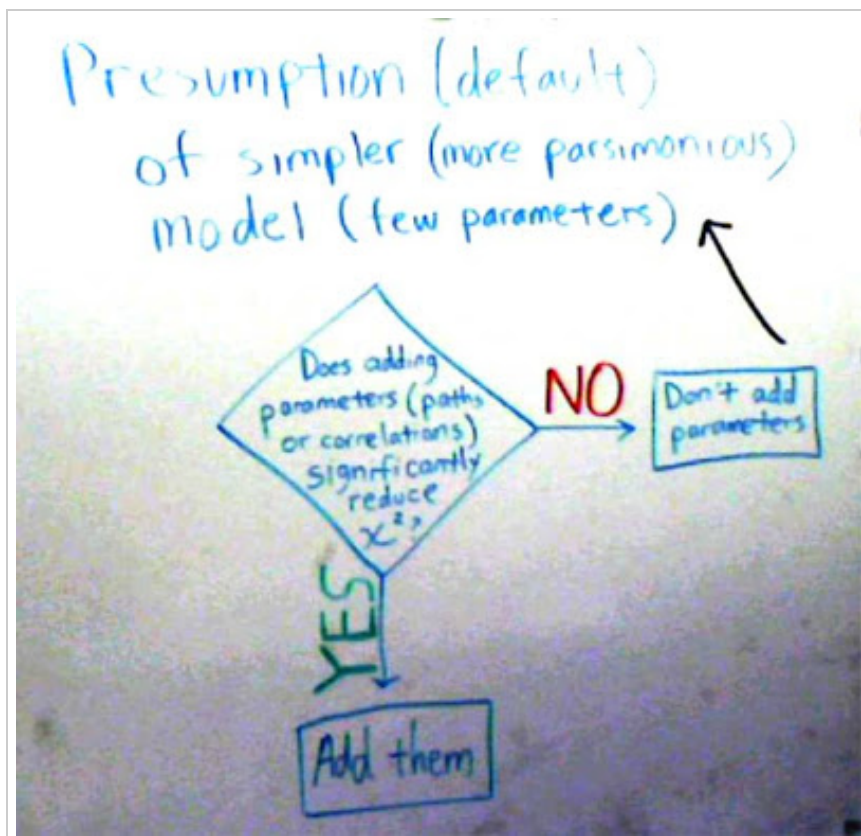 Presumption (default)
of simpler (more parsimonious)
model (few parameters)
Does adding
parameters (paths
or correlations)
significantly
reduce
χ²?
NO
Don't add
parameters
YES
Add them